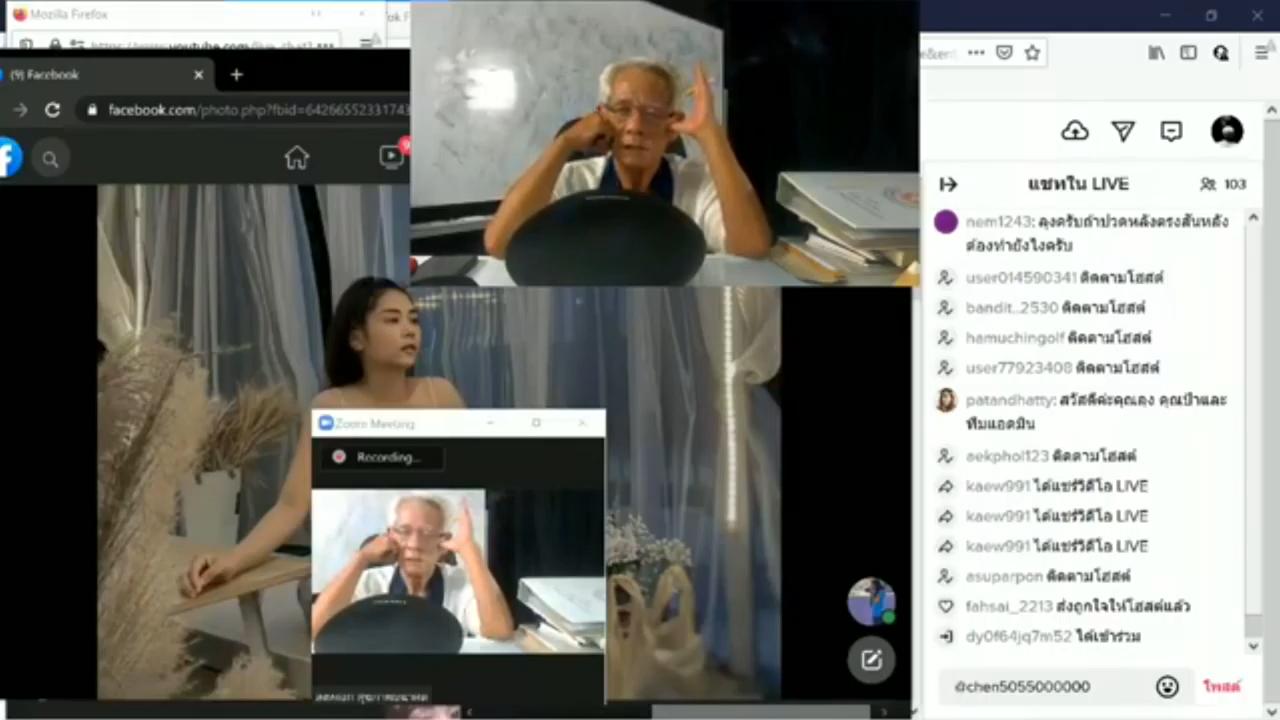 Mozilla Firefox
(9) Facebook
facebook.com/photo.php?fbid=64266552331743
Zoom Meeting
Recording...
แชทใน LIVE
103
nem1243: ลุงครับถ้าปวดหลังตรงสันหลัง
ต้องทำยังไงครับ
user014590341 ติดตามโฮสต์
bandit..2530 ติดตามโฮสต์
hamuchingolf ติดตามโฮสต์
user77923408 ติดตามโฮสต์
patandhatty: สวัสดีค่ะคุณลุง คุณป้าและ
ทีมแอดมิน
aekphol123 ติดตามโฮสต์
kaew991 ได้แชร์วิดีโอ LIVE
kaew991 ได้แชร์วิดีโอ LIVE
kaew991 ได้แชร์วิดีโอ LIVE
asuparpon ติดตามโฮสต์
fahsai_2213 ส่งถูกใจให้โฮสต์แล้ว
dy0f64jq7m52 ได้เข้าร่วม
@chen5055000000
โพสต์